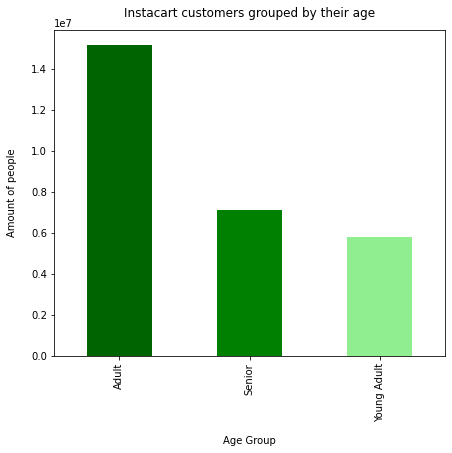 Instacart customers grouped by their age
1e7
1.4
1.2
1.0
0.8
0.6
0.4
0.2
0.0
Amount of people
Adult
Senior
Young Adult
Age Group